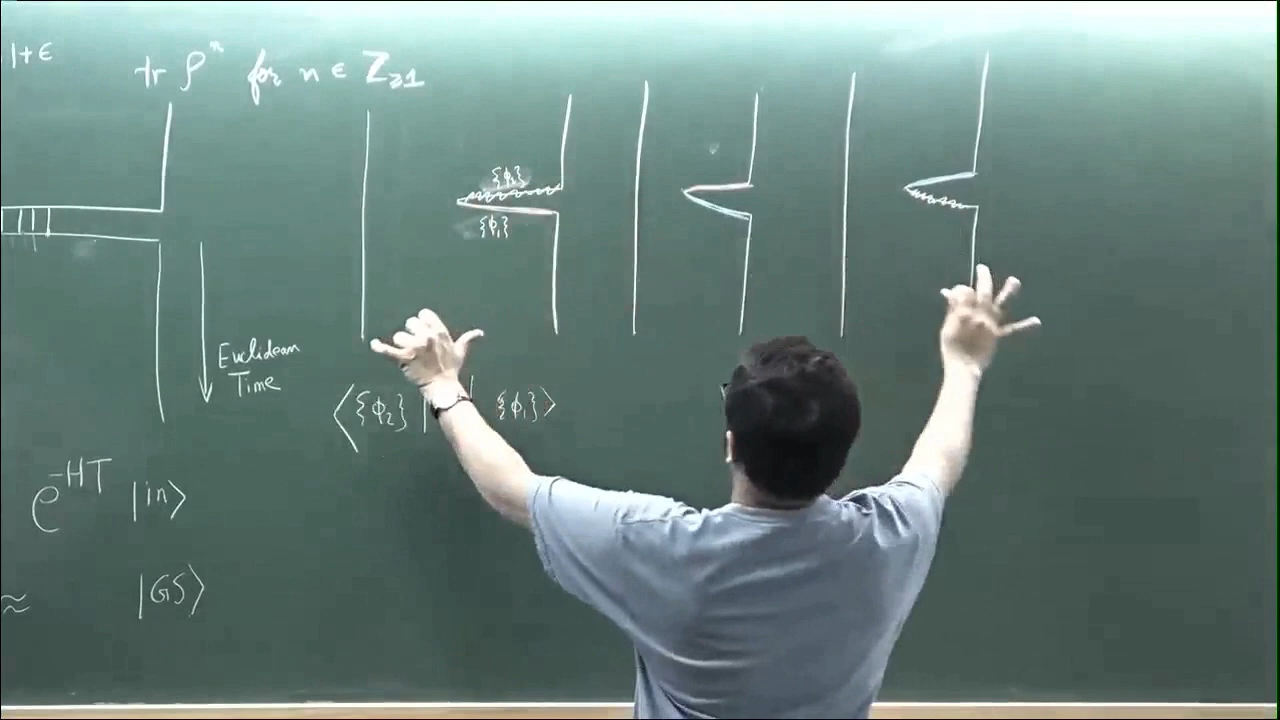 1+ε
tr ρⁿ for n ∈ ℤ≥1
{ϕ₂}
{ϕ₁}
Euclidean
Time
⟨{ϕ₂}| {ϕ₁}⟩
e^-HT |in⟩
≈ |GS⟩